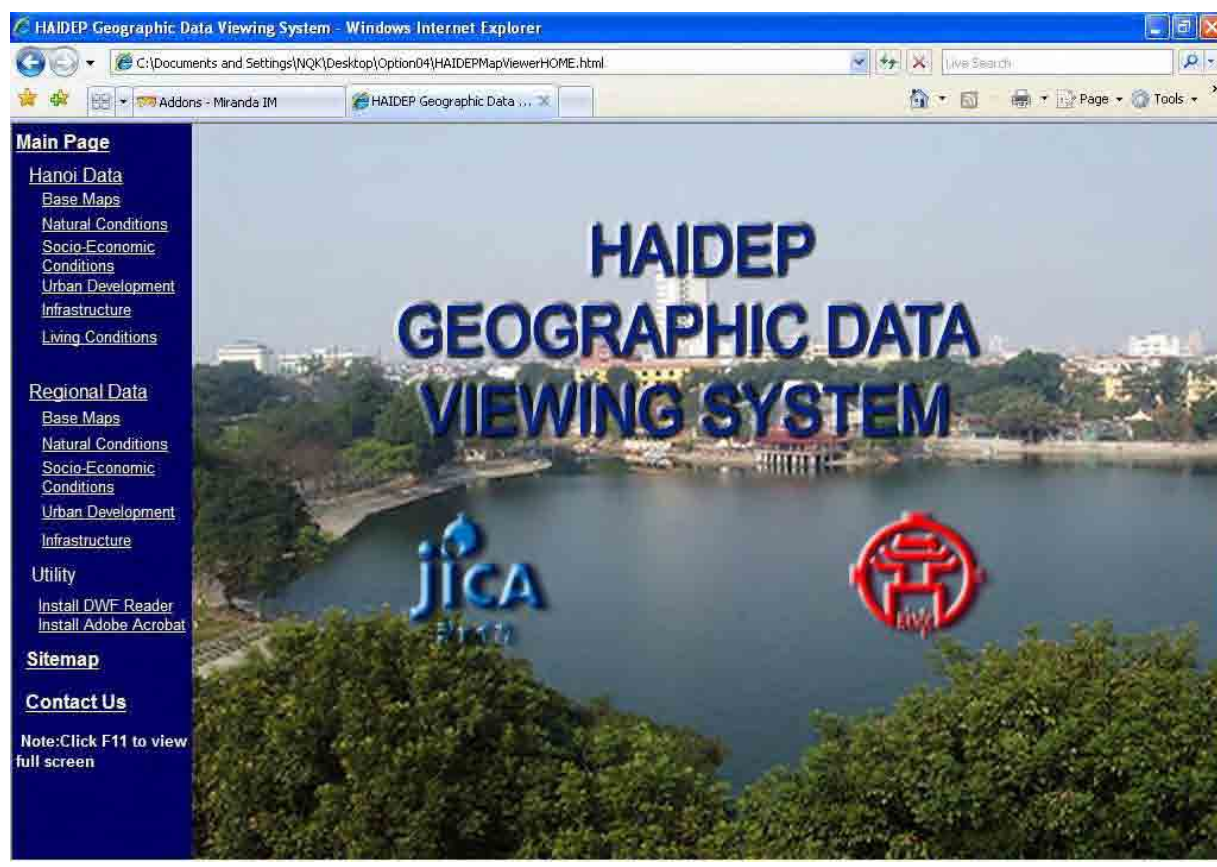 HAIDEP Geographic Data Viewing System - Windows Internet Explorer
C:\Documents and Settings\NQK\Desktop\Option04\HAIDEPMapViewerHOME.html
Live Search
Addons - Miranda IM
HAIDEP Geographic Data ...
Page
Tools
Main Page
Hanoi Data
Base Maps
Natural Conditions
Socio-Economic
Conditions
Urban Development
Infrastructure
Living Conditions
Regional Data
Base Maps
Natural Conditions
Socio-Economic
Conditions
Urban Development
Infrastructure
Utility
Install DWF Reader
Install Adobe Acrobat
Sitemap
Contact Us
Note:Click F11 to view
full screen
HAIDEP
GEOGRAPHIC DATA
VIEWING SYSTEM
JICA